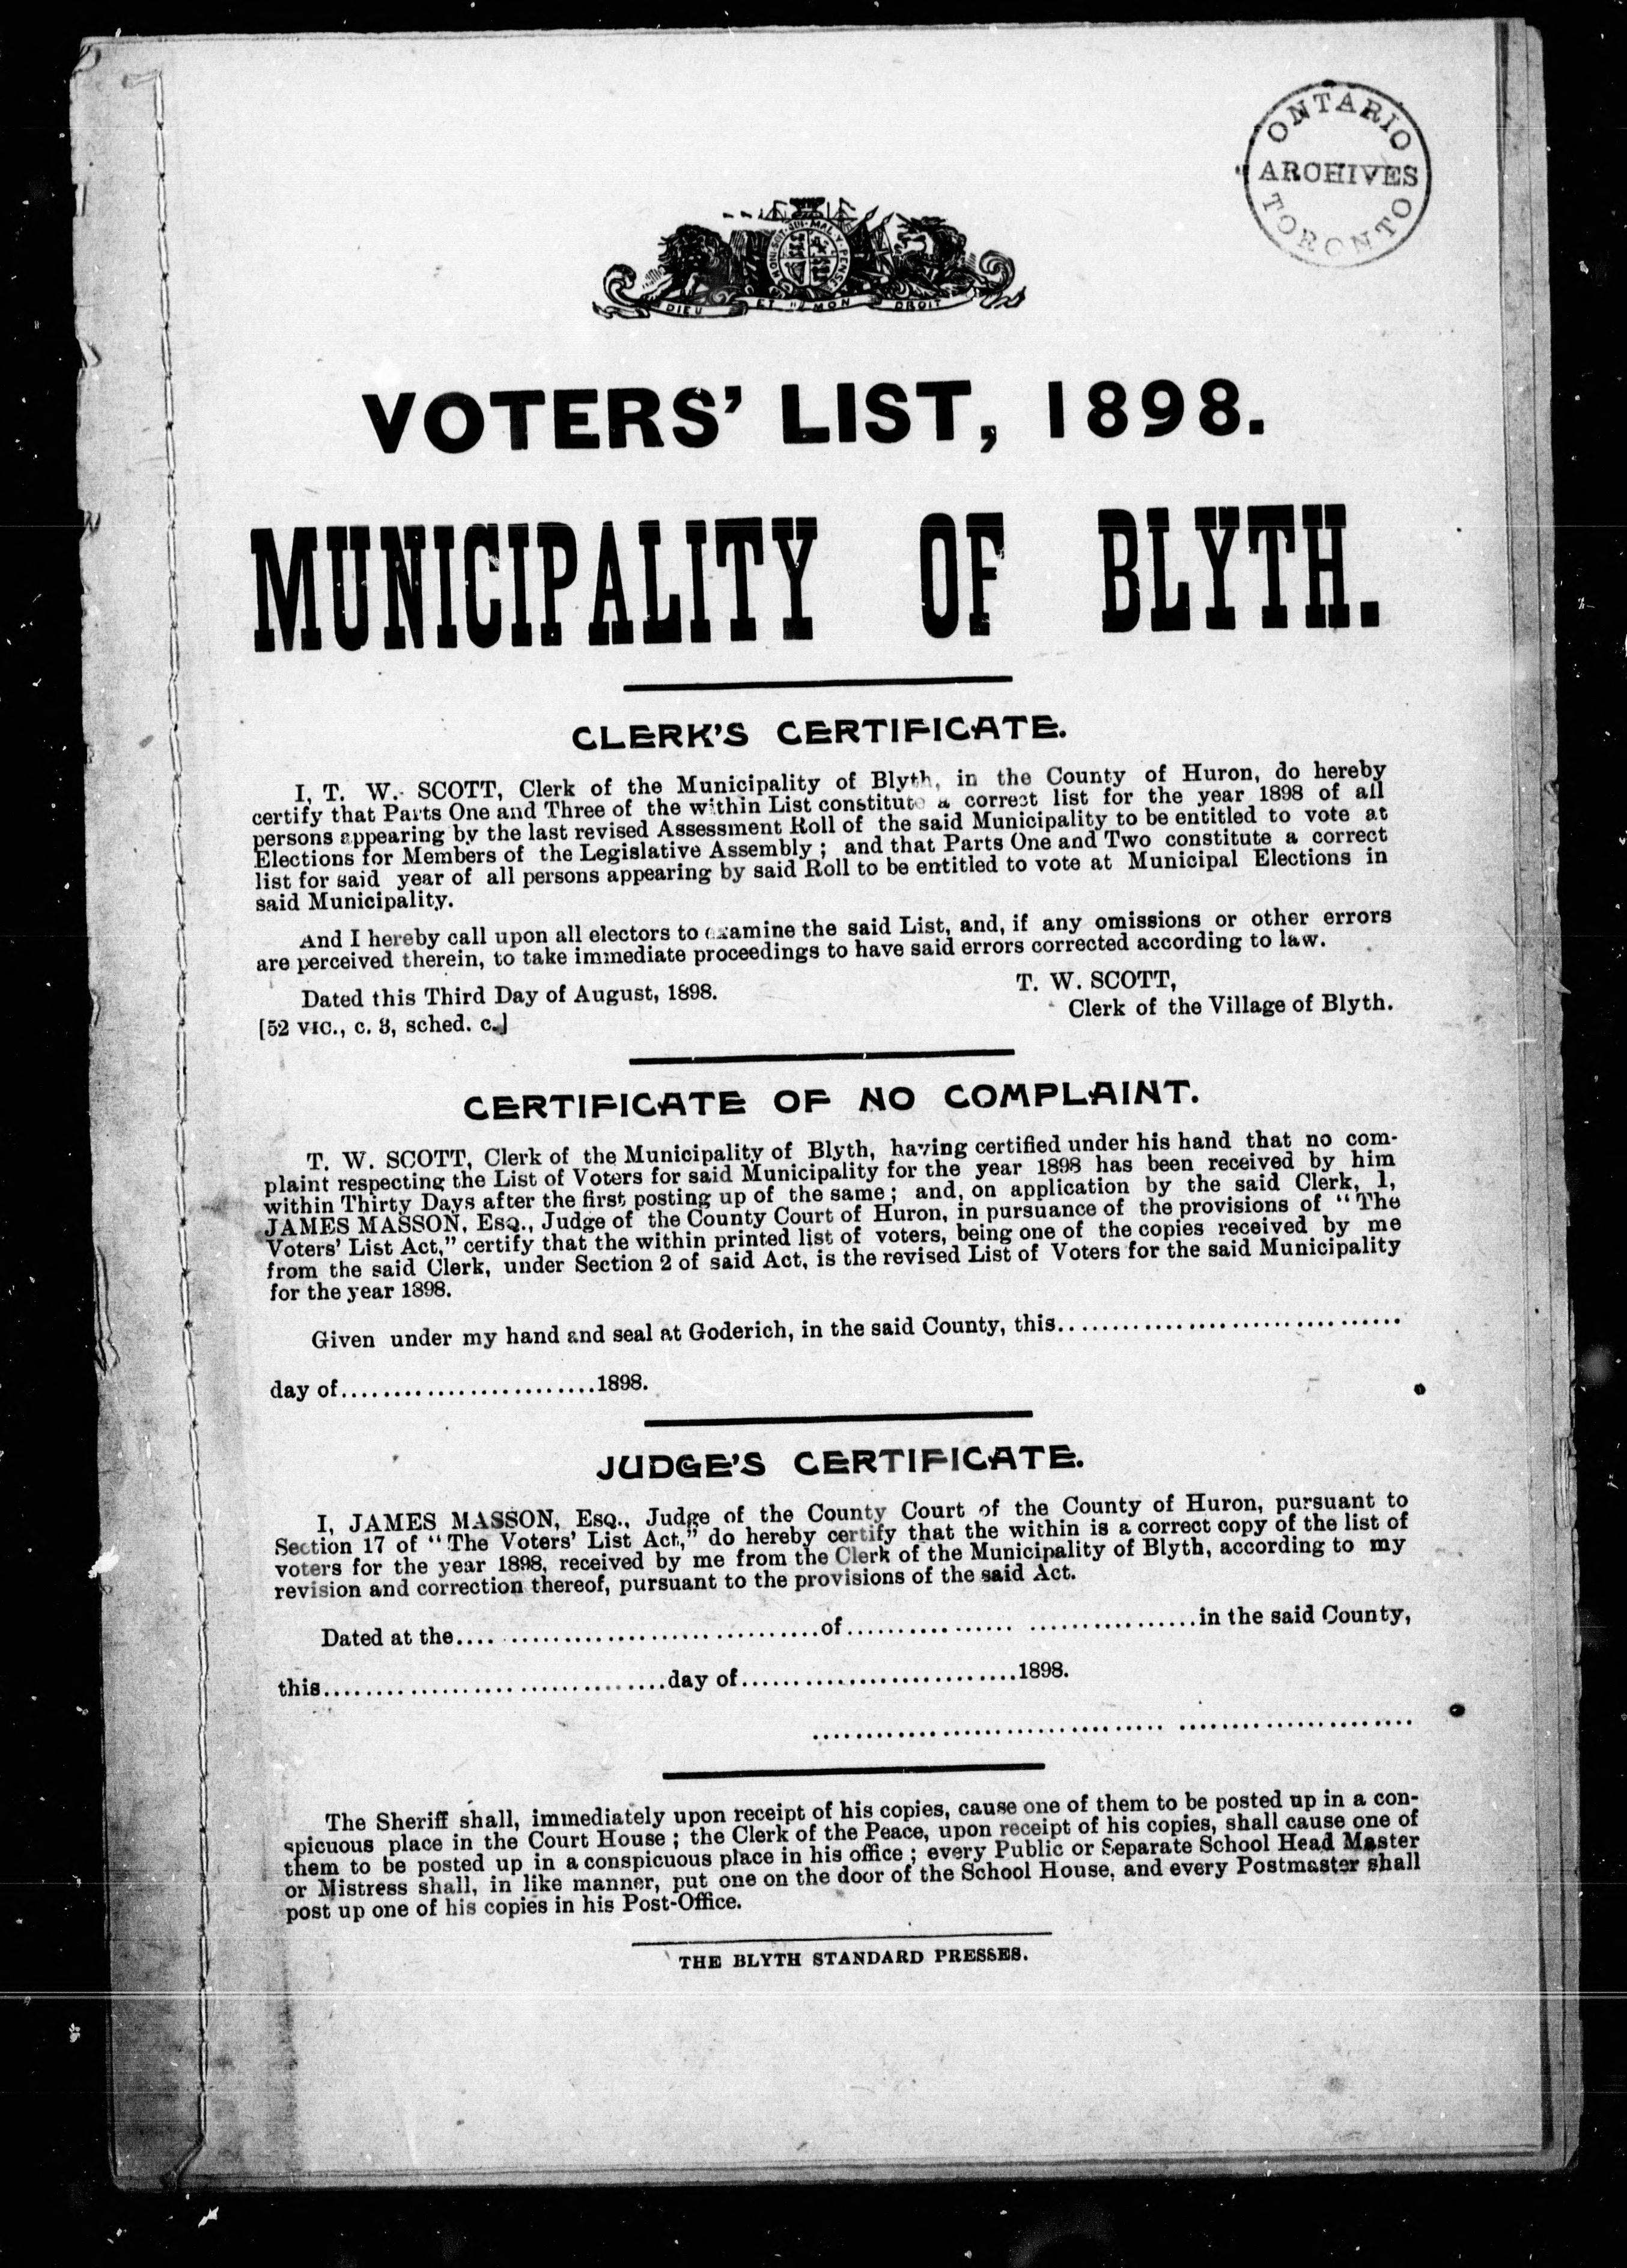 ONTARIO
ARCHIVES
TORONTO
HONI·SOIT·QUI·MAL·Y·PENSE
DIEU ET MON DROIT
VOTERS' LIST, 1898.
MUNICIPALITY OF BLYTH.
CLERK'S CERTIFICATE.
I, T. W. SCOTT, Clerk of the Municipality of Blyth, in the County of Huron, do hereby
certify that Parts One and Three of the within List constitute a correct list for the year 1898 of all
persons appearing by the last revised Assessment Roll of the said Municipality to be entitled to vote at
Elections for Members of the Legislative Assembly ; and that Parts One and Two constitute a correct
list for said year of all persons appearing by said Roll to be entitled to vote at Municipal Elections in
said Municipality.
And I hereby call upon all electors to examine the said List, and, if any omissions or other errors
are perceived therein, to take immediate proceedings to have said errors corrected according to law.
Dated this Third Day of August, 1898.
T. W. SCOTT,
Clerk of the Village of Blyth.
[52 VIC., c. 3, sched. C.]
CERTIFICATE OF NO COMPLAINT.
T. W. SCOTT, Clerk of the Municipality of Blyth, having certified under his hand that no com-
plaint respecting the List of Voters for said Municipality for the year 1898 has been received by him
within Thirty Days after the first posting up of the same ; and, on application by the said Clerk, I,
JAMES MASSON, ESQ., Judge of the County Court of Huron, in pursuance of the provisions of "The
Voters' List Act," certify that the within printed list of voters, being one of the copies received by me
from the said Clerk, under Section 2 of said Act, is the revised List of Voters for the said Municipality
for the year 1898.
Given under my hand and seal at Goderich, in the said County, this.................................
day of.........................1898.
JUDGE'S CERTIFICATE.
I, JAMES MASSON, ESQ., Judge of the County Court of the County of Huron, pursuant to
Section 17 of "The Voters' List Act," do hereby certify that the within is a correct copy of the list of
voters for the year 1898, received by me from the Clerk of the Municipality of Blyth, according to my
revision and correction thereof, pursuant to the provisions of the said Act.
Dated at the...................................of.................................in the said County,
this.................................day of...........................1898.
.........................................................
The Sheriff shall, immediately upon receipt of his copies, cause one of them to be posted up in a con-
spicuous place in the Court House ; the Clerk of the Peace, upon receipt of his copies, shall cause one of
them to be posted up in a conspicuous place in his office ; every Public or Separate School Head Master
or Mistress shall, in like manner, put one on the door of the School House, and every Postmaster shall
post up one of his copies in his Post-Office.
THE BLYTH STANDARD PRESSES.